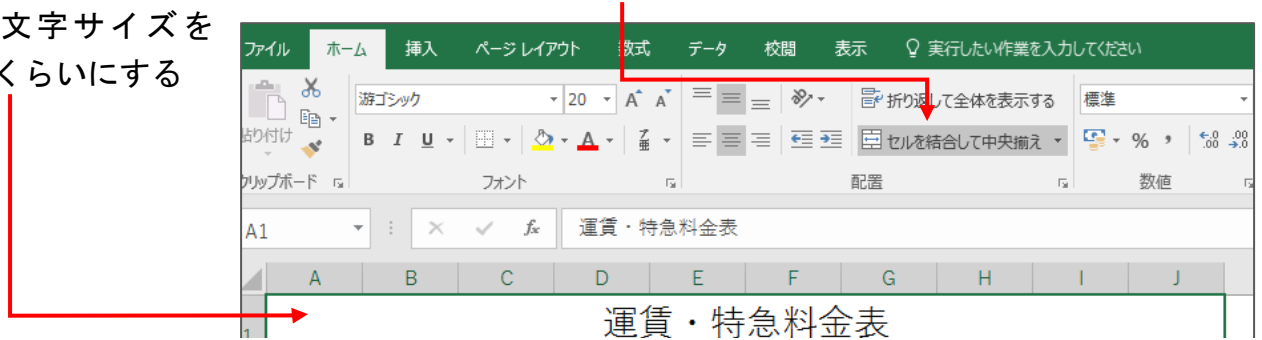 文字サイズを
くらいにする
ファイル ホーム 挿入 ページ レイアウト 数式 データ 校閲 表示 実行したい作業を入力してください
游ゴシック 20 A A 折り返して全体を表示する 標準
貼り付け B I U A セルを結合して中央揃え % ,
クリップボード フォント 配置 数値
A1 fx 運賃・特急料金表
A B C D E F G H I J
1 運賃・特急料金表